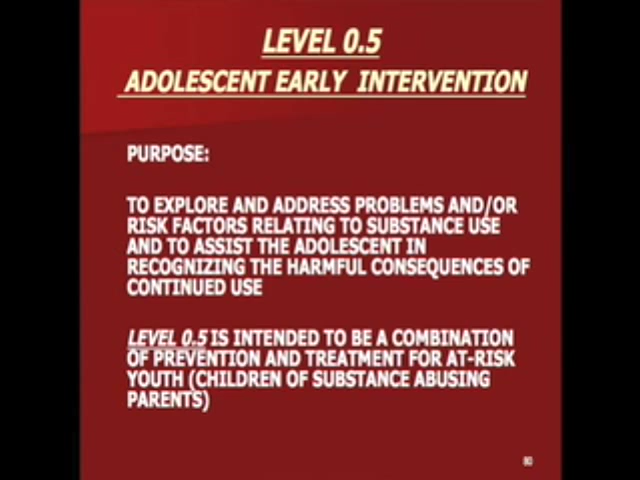 LEVEL 0.5
ADOLESCENT EARLY INTERVENTION
PURPOSE:
TO EXPLORE AND ADDRESS PROBLEMS AND/OR
RISK FACTORS RELATING TO SUBSTANCE USE
AND TO ASSIST THE ADOLESCENT IN
RECOGNIZING THE HARMFUL CONSEQUENCES OF
CONTINUED USE
LEVEL 0.5 IS INTENDED TO BE A COMBINATION
OF PREVENTION AND TREATMENT FOR AT-RISK
YOUTH (CHILDREN OF SUBSTANCE ABUSING
PARENTS)